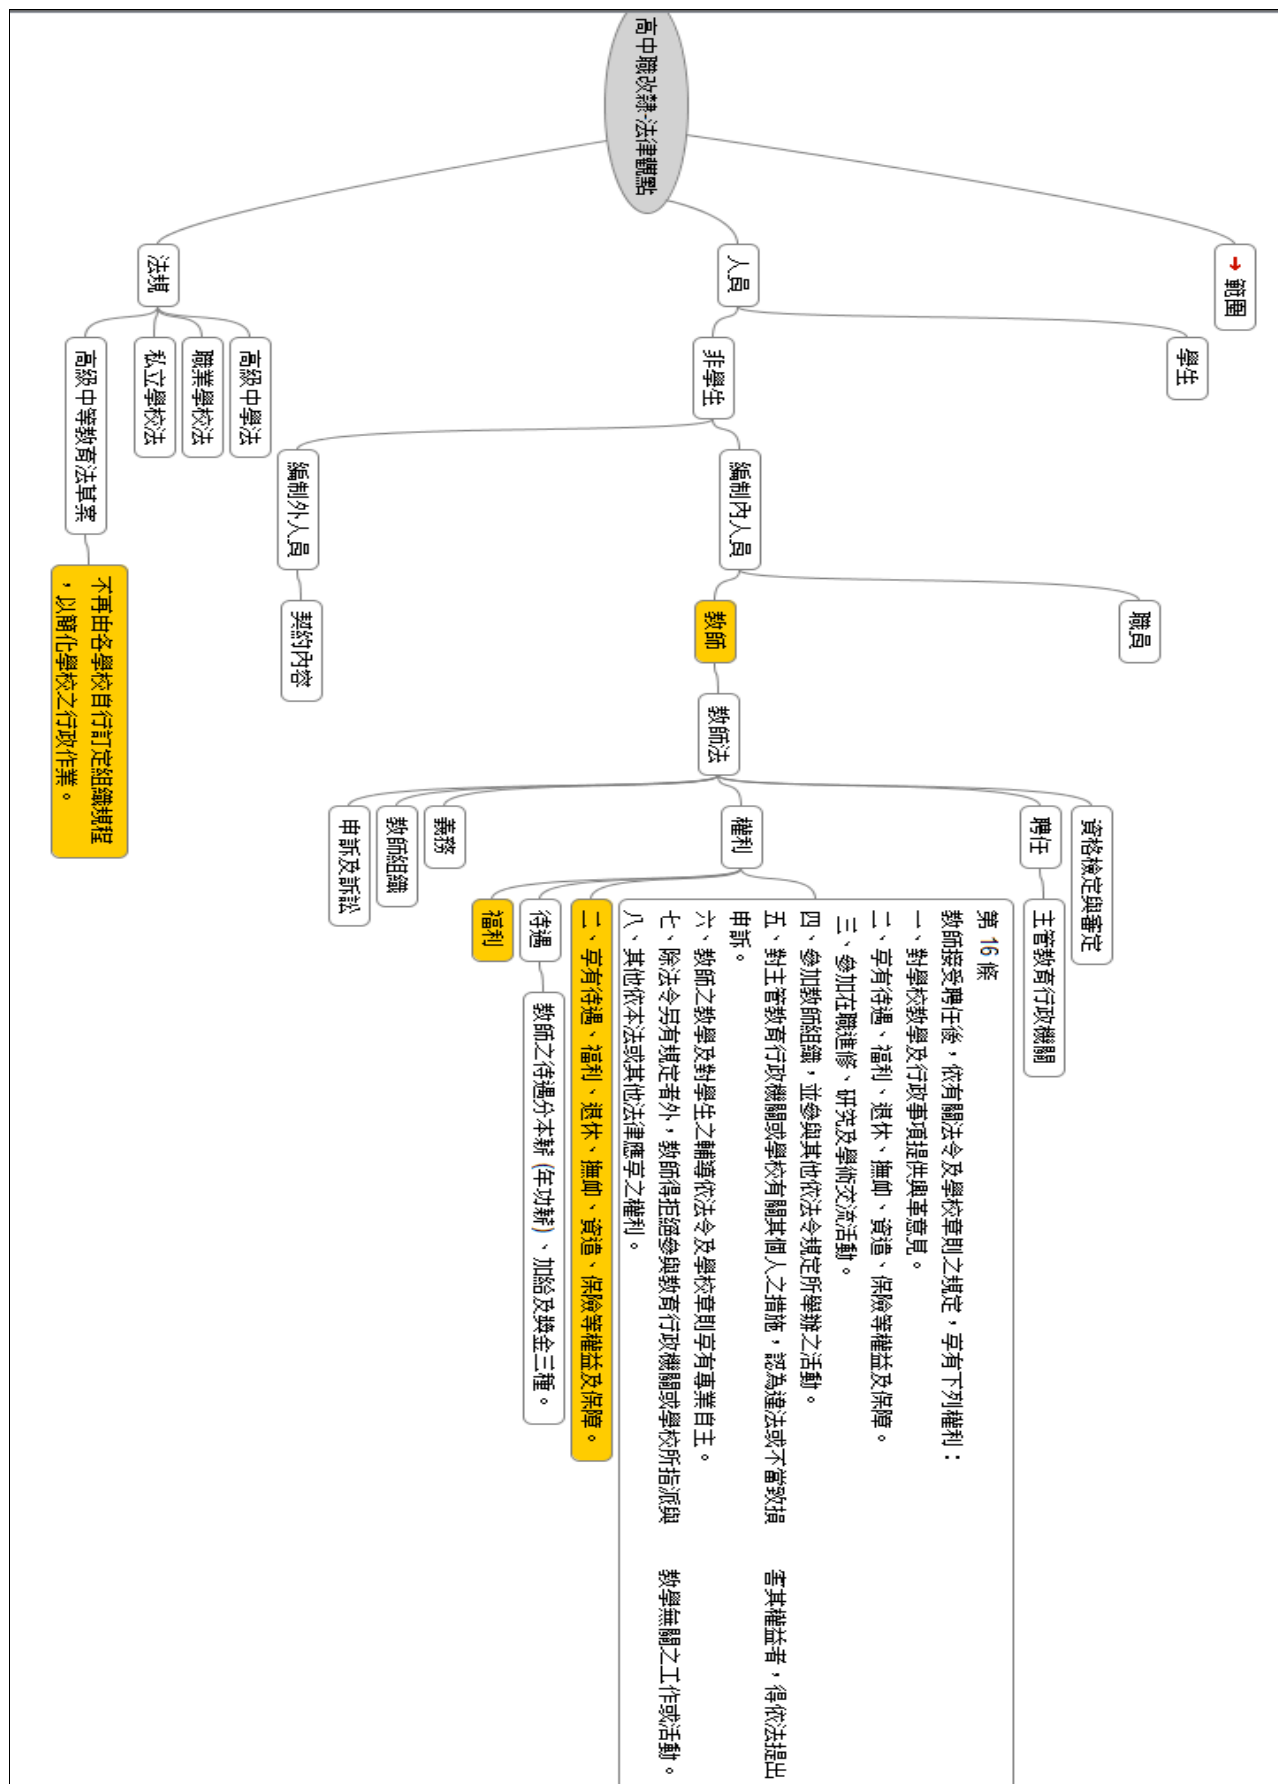 高中職改隸-法律觀點
範圍
人員
學生
非學生
編制內人員
職員
教師
教師法
資格檢定與審定
聘任
主管教育行政機關
權利
第 16 條
教師接受聘任後，依有關法令及學校章則之規定，享有下列權利：
一、對學校教學及行政事項提供興革意見。
二、享有待遇、福利、退休、撫卹、資遣、保險等權益及保障。
三、參加在職進修、研究及學術交流活動。
四、參加教師組織，並參與其他依法令規定所舉辦之活動。
五、對主管教育行政機關或學校有關其個人之措施，認為違法或不當致損 害其權益者，得依法提出
申訴。
六、教師之教學及對學生之輔導依法令及學校章則享有專業自主。
七、除法令另有規定者外，教師得拒絕參與教育行政機關或學校所指派與 教學無關之工作或活動。
八、其他依本法或其他法律應享之權利。
二、享有待遇、福利、退休、撫卹、資遣、保險等權益及保障。
待遇
教師之待遇分本薪 (年功薪) 、加給及獎金三種。
福利
義務
教師組織
申訴及訴訟
編制外人員
契約內容
法規
高級中學法
職業學校法
私立學校法
高級中等教育法草案
不再由各學校自行訂定組織規程
，以簡化學校之行政作業。